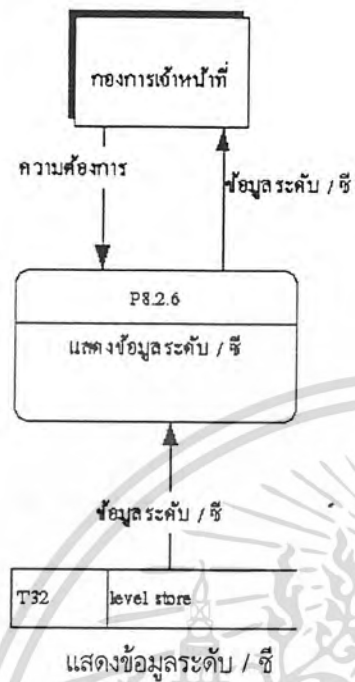 กองการเจ้าหน้าที่
ความต้องการ
ข้อมูลระดับ / ซี
P8.2.6
แสดงข้อมูลระดับ / ซี
ข้อมูลระดับ / ซี
T32 level store
แสดงข้อมูลระดับ / ซี